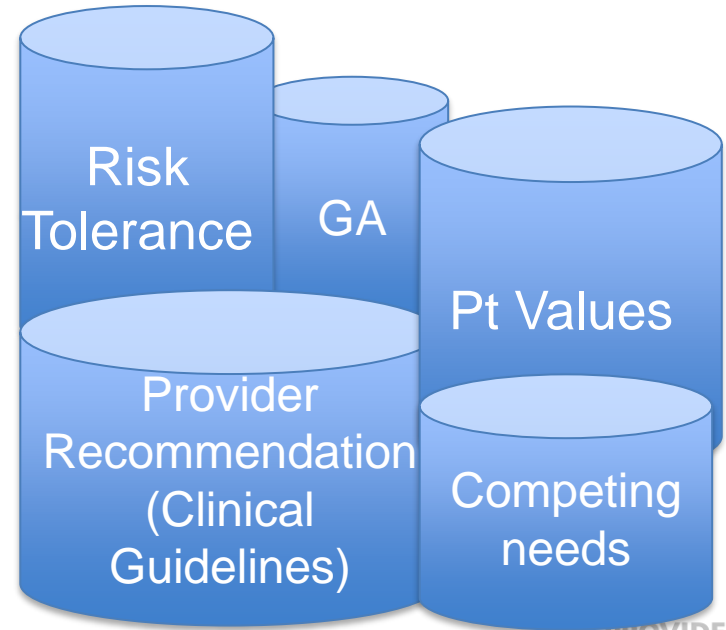 Risk
Tolerance
GA
Pt Values
Provider
Recommendation
(Clinical
Guidelines)
Competing
needs